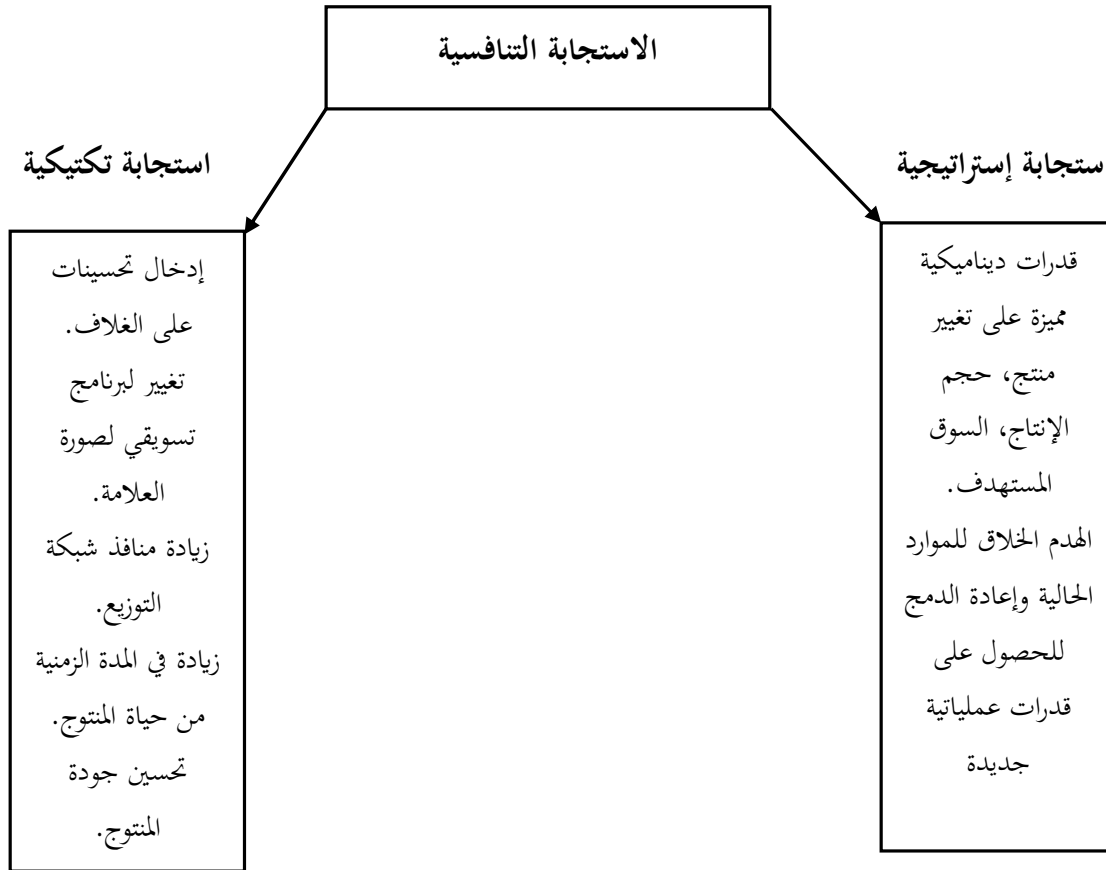 الاستجابة التنافسية
ستجابة إستراتيجية
استجابة تكتيكية
قدرات ديناميكية
مميزة على تغيير
منتج، حجم
الإنتاج، السوق
المستهدف.
الهدم الخلاق للموارد
الحالية وإعادة الدمج
للحصول على
قدرات عملياتية
جديدة
إدخال تحسينات
على الغلاف.
تغيير لبرنامج
تسويقي لصورة
العلامة.
زيادة منافذ شبكة
التوزيع.
زيادة في المدة الزمنية
من حياة المنتوج.
تحسين جودة
المنتوج.